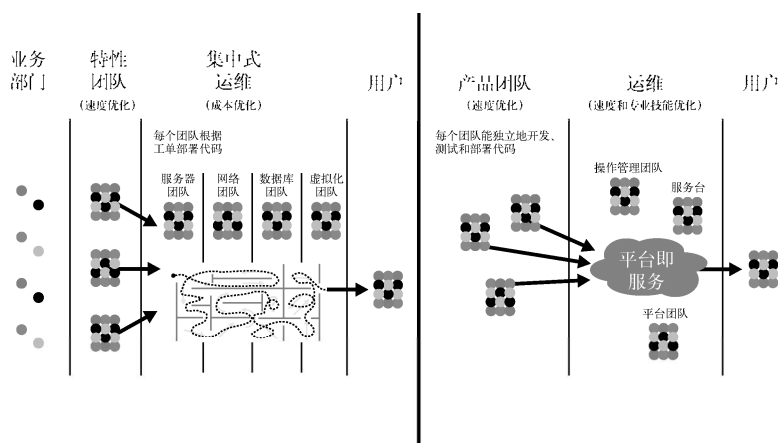 业务
部门
特性
团队
(速度优化)
集中式
运维
(成本优化)
用户
每个团队根据
工单部署代码
服务器
团队
网络
团队
数据库
团队
虚拟化
团队
产品团队
(速度优化)
运维
(速度和专业技能优化)
用户
每个团队能独立地开发、
测试和部署代码
操作管理团队
服务台
平台即
服务
平台团队